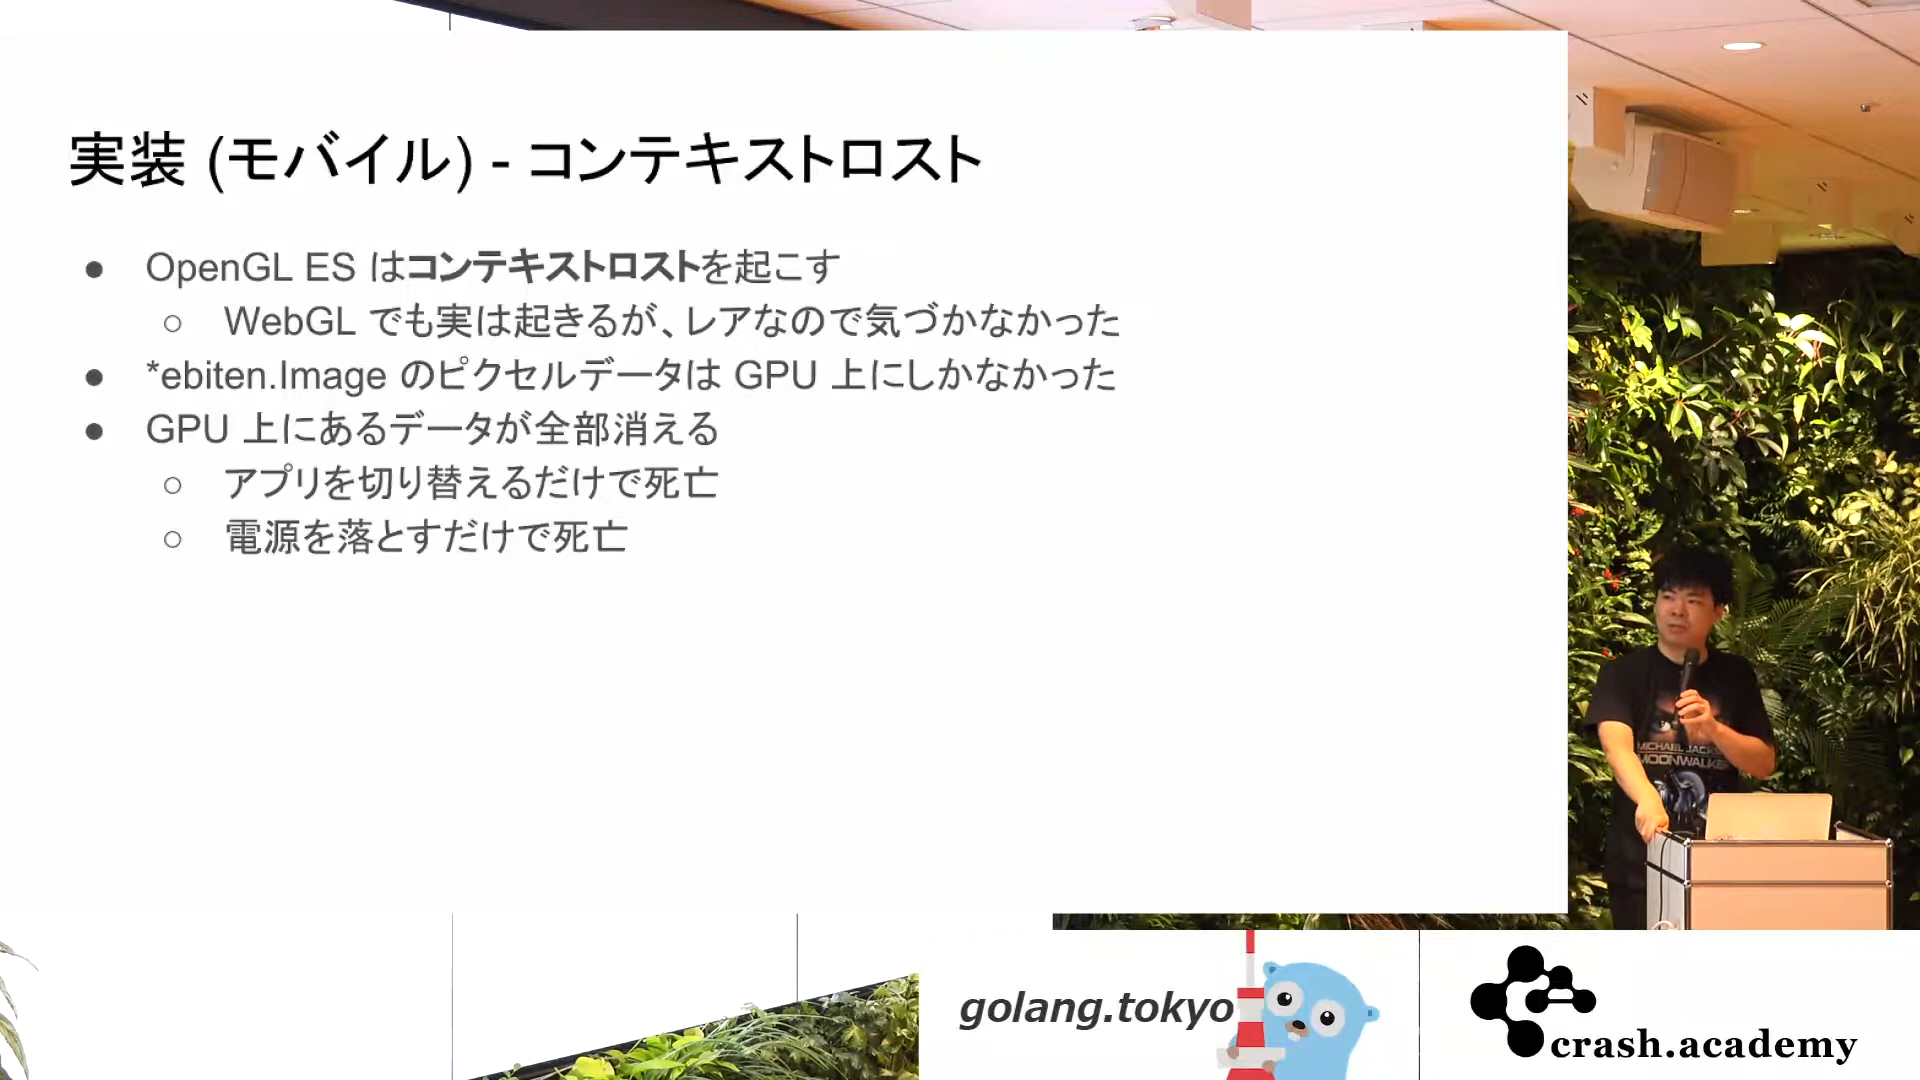 実装 (モバイル) - コンテキストロスト
● OpenGL ES はコンテキストロストを起こす
○ WebGL でも実は起きるが、レアなので気づかなかった
● *ebiten.Image のピクセルデータは GPU 上にしかなかった
● GPU 上にあるデータが全部消える
○ アプリを切り替えるだけで死亡
○ 電源を落とすだけで死亡
MICHAEL JACKS
MOONWALKE
golang.tokyo
crash.academy